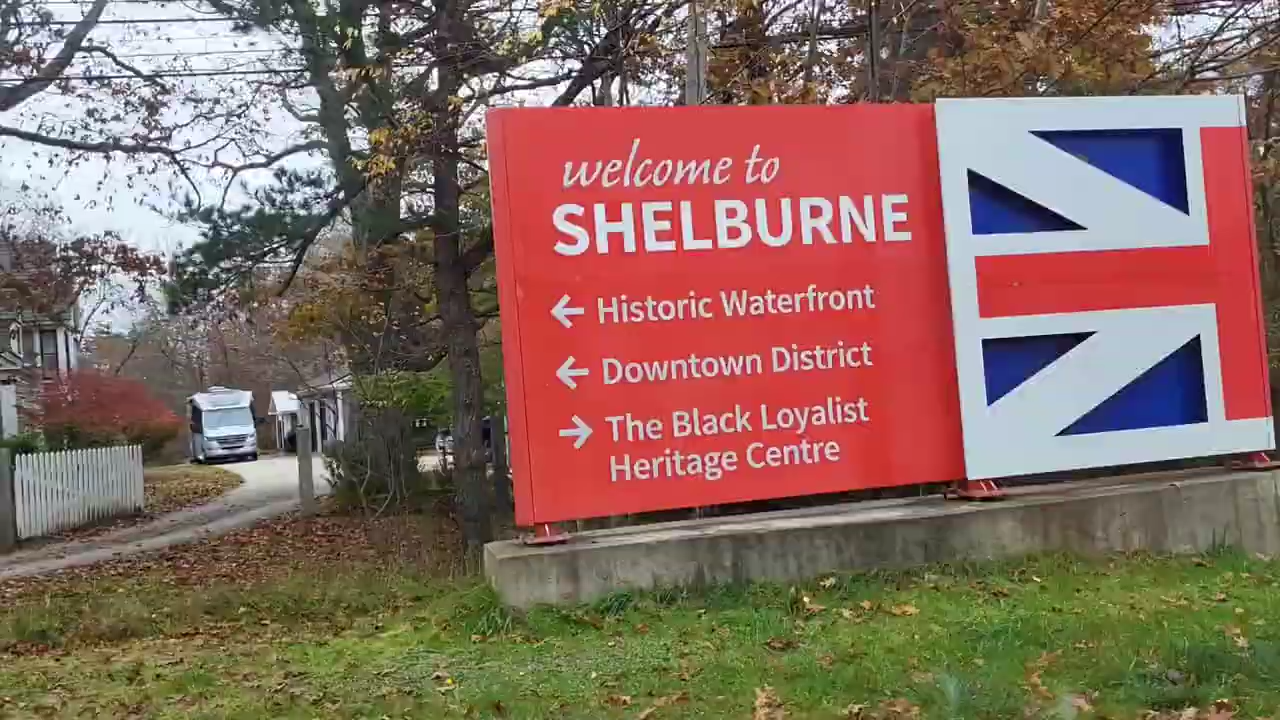 welcome to
SHELBURNE
← Historic Waterfront
← Downtown District
→ The Black Loyalist
Heritage Centre